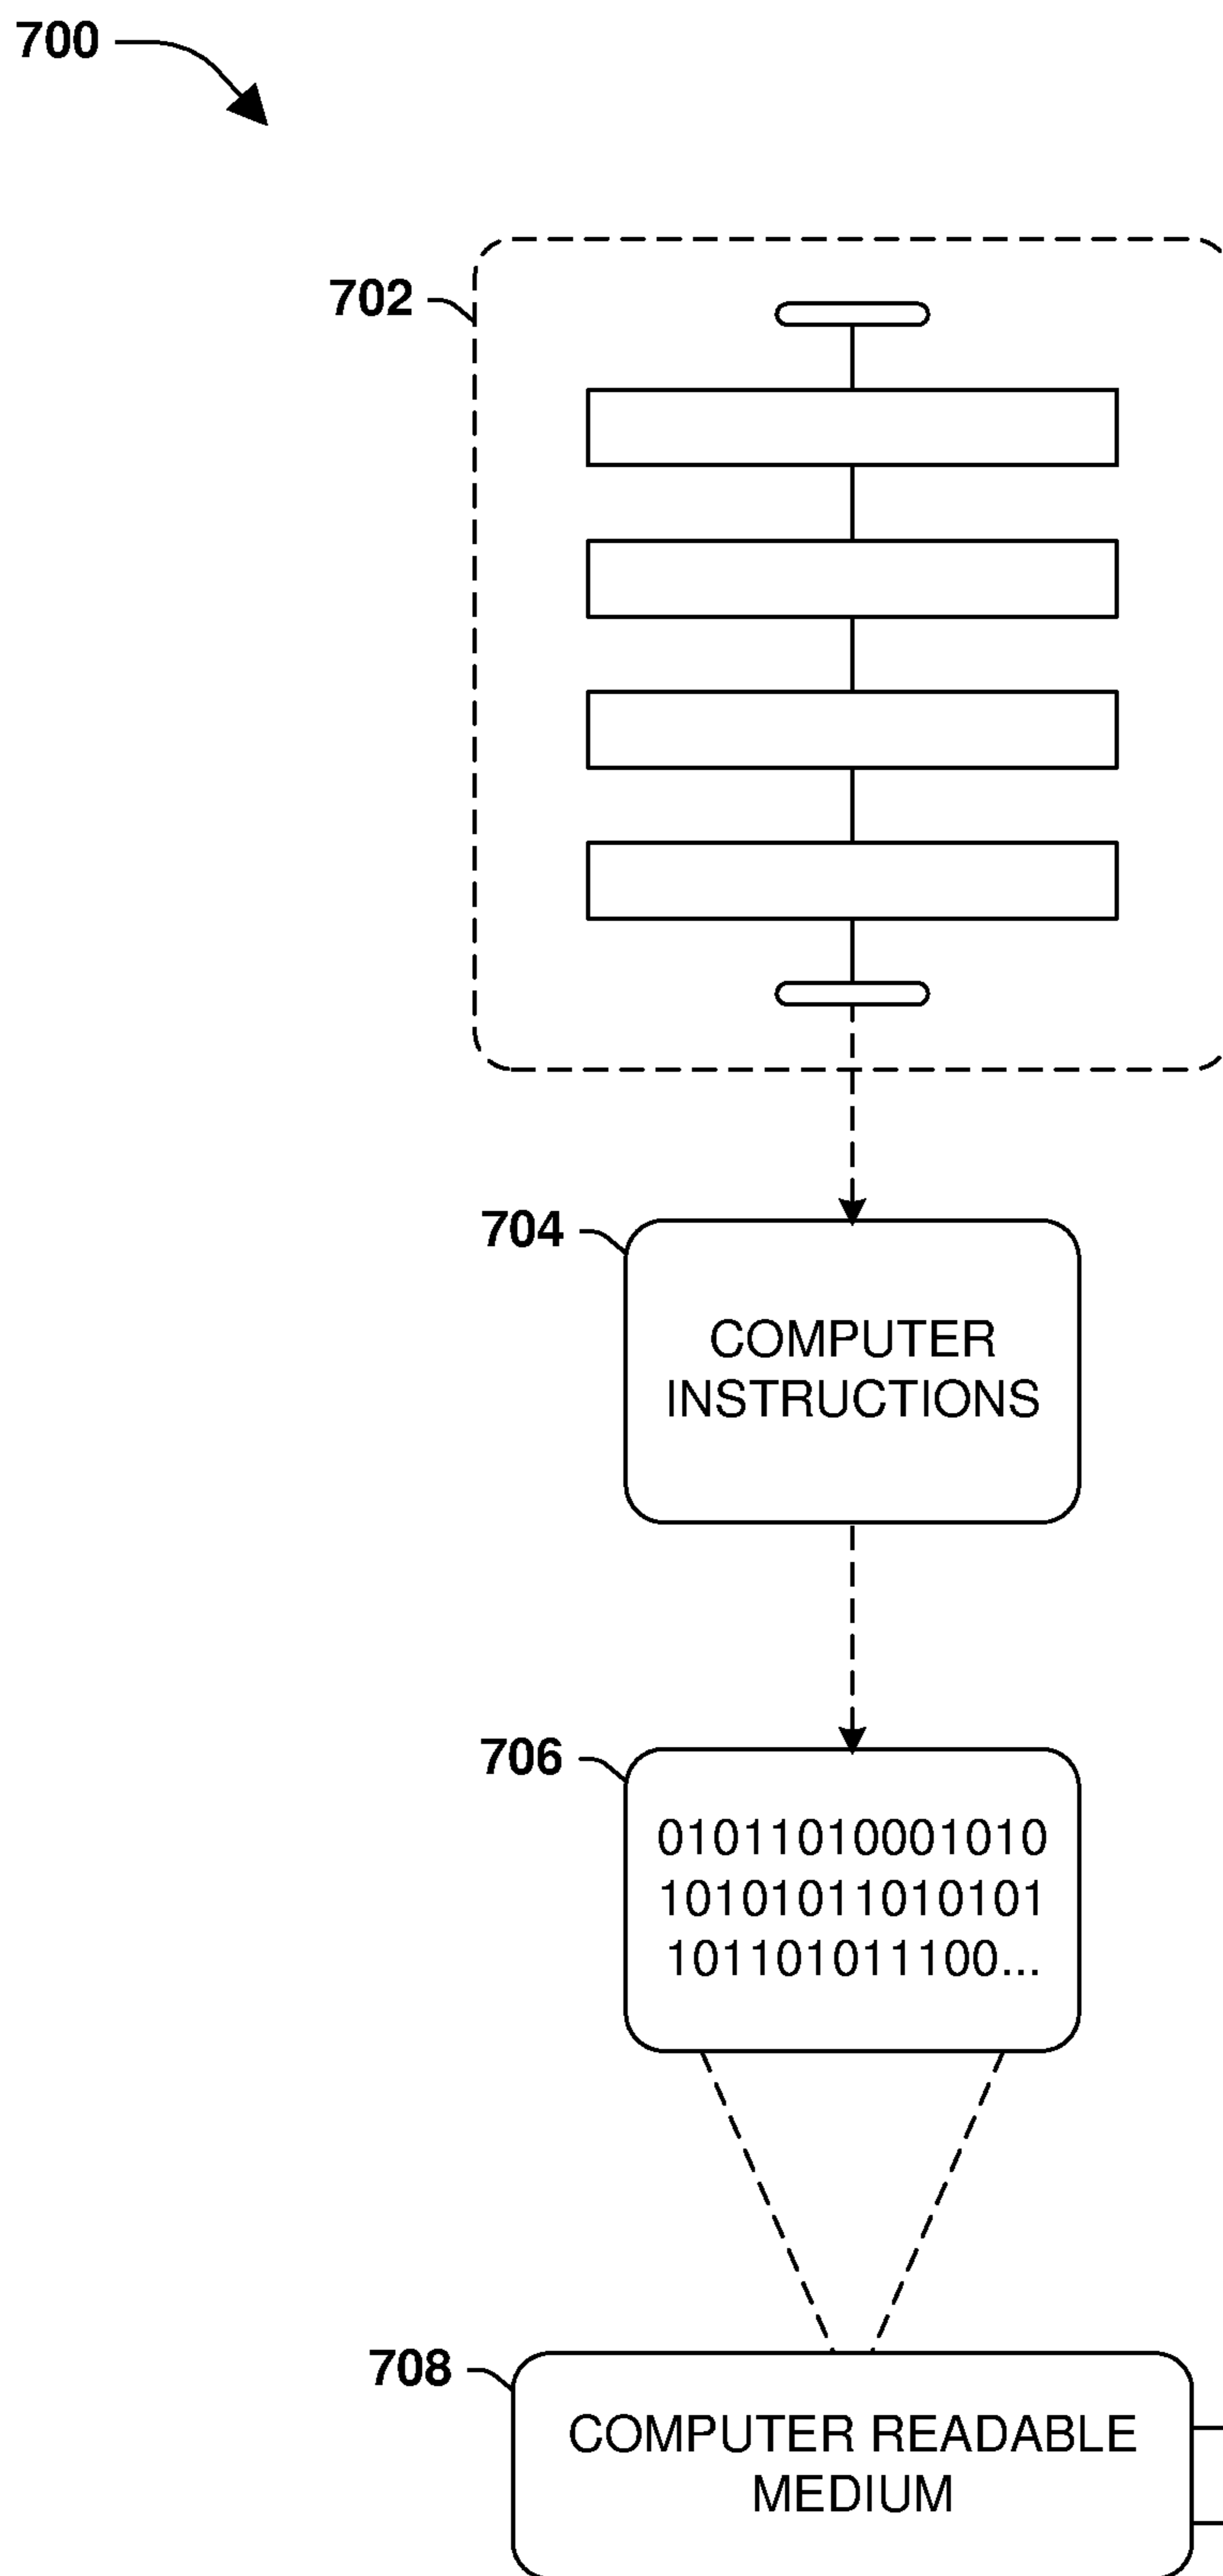 700
702
704
COMPUTER
INSTRUCTIONS
706
01011010001010
10101011010101
101101011100...
708
COMPUTER READABLE
MEDIUM